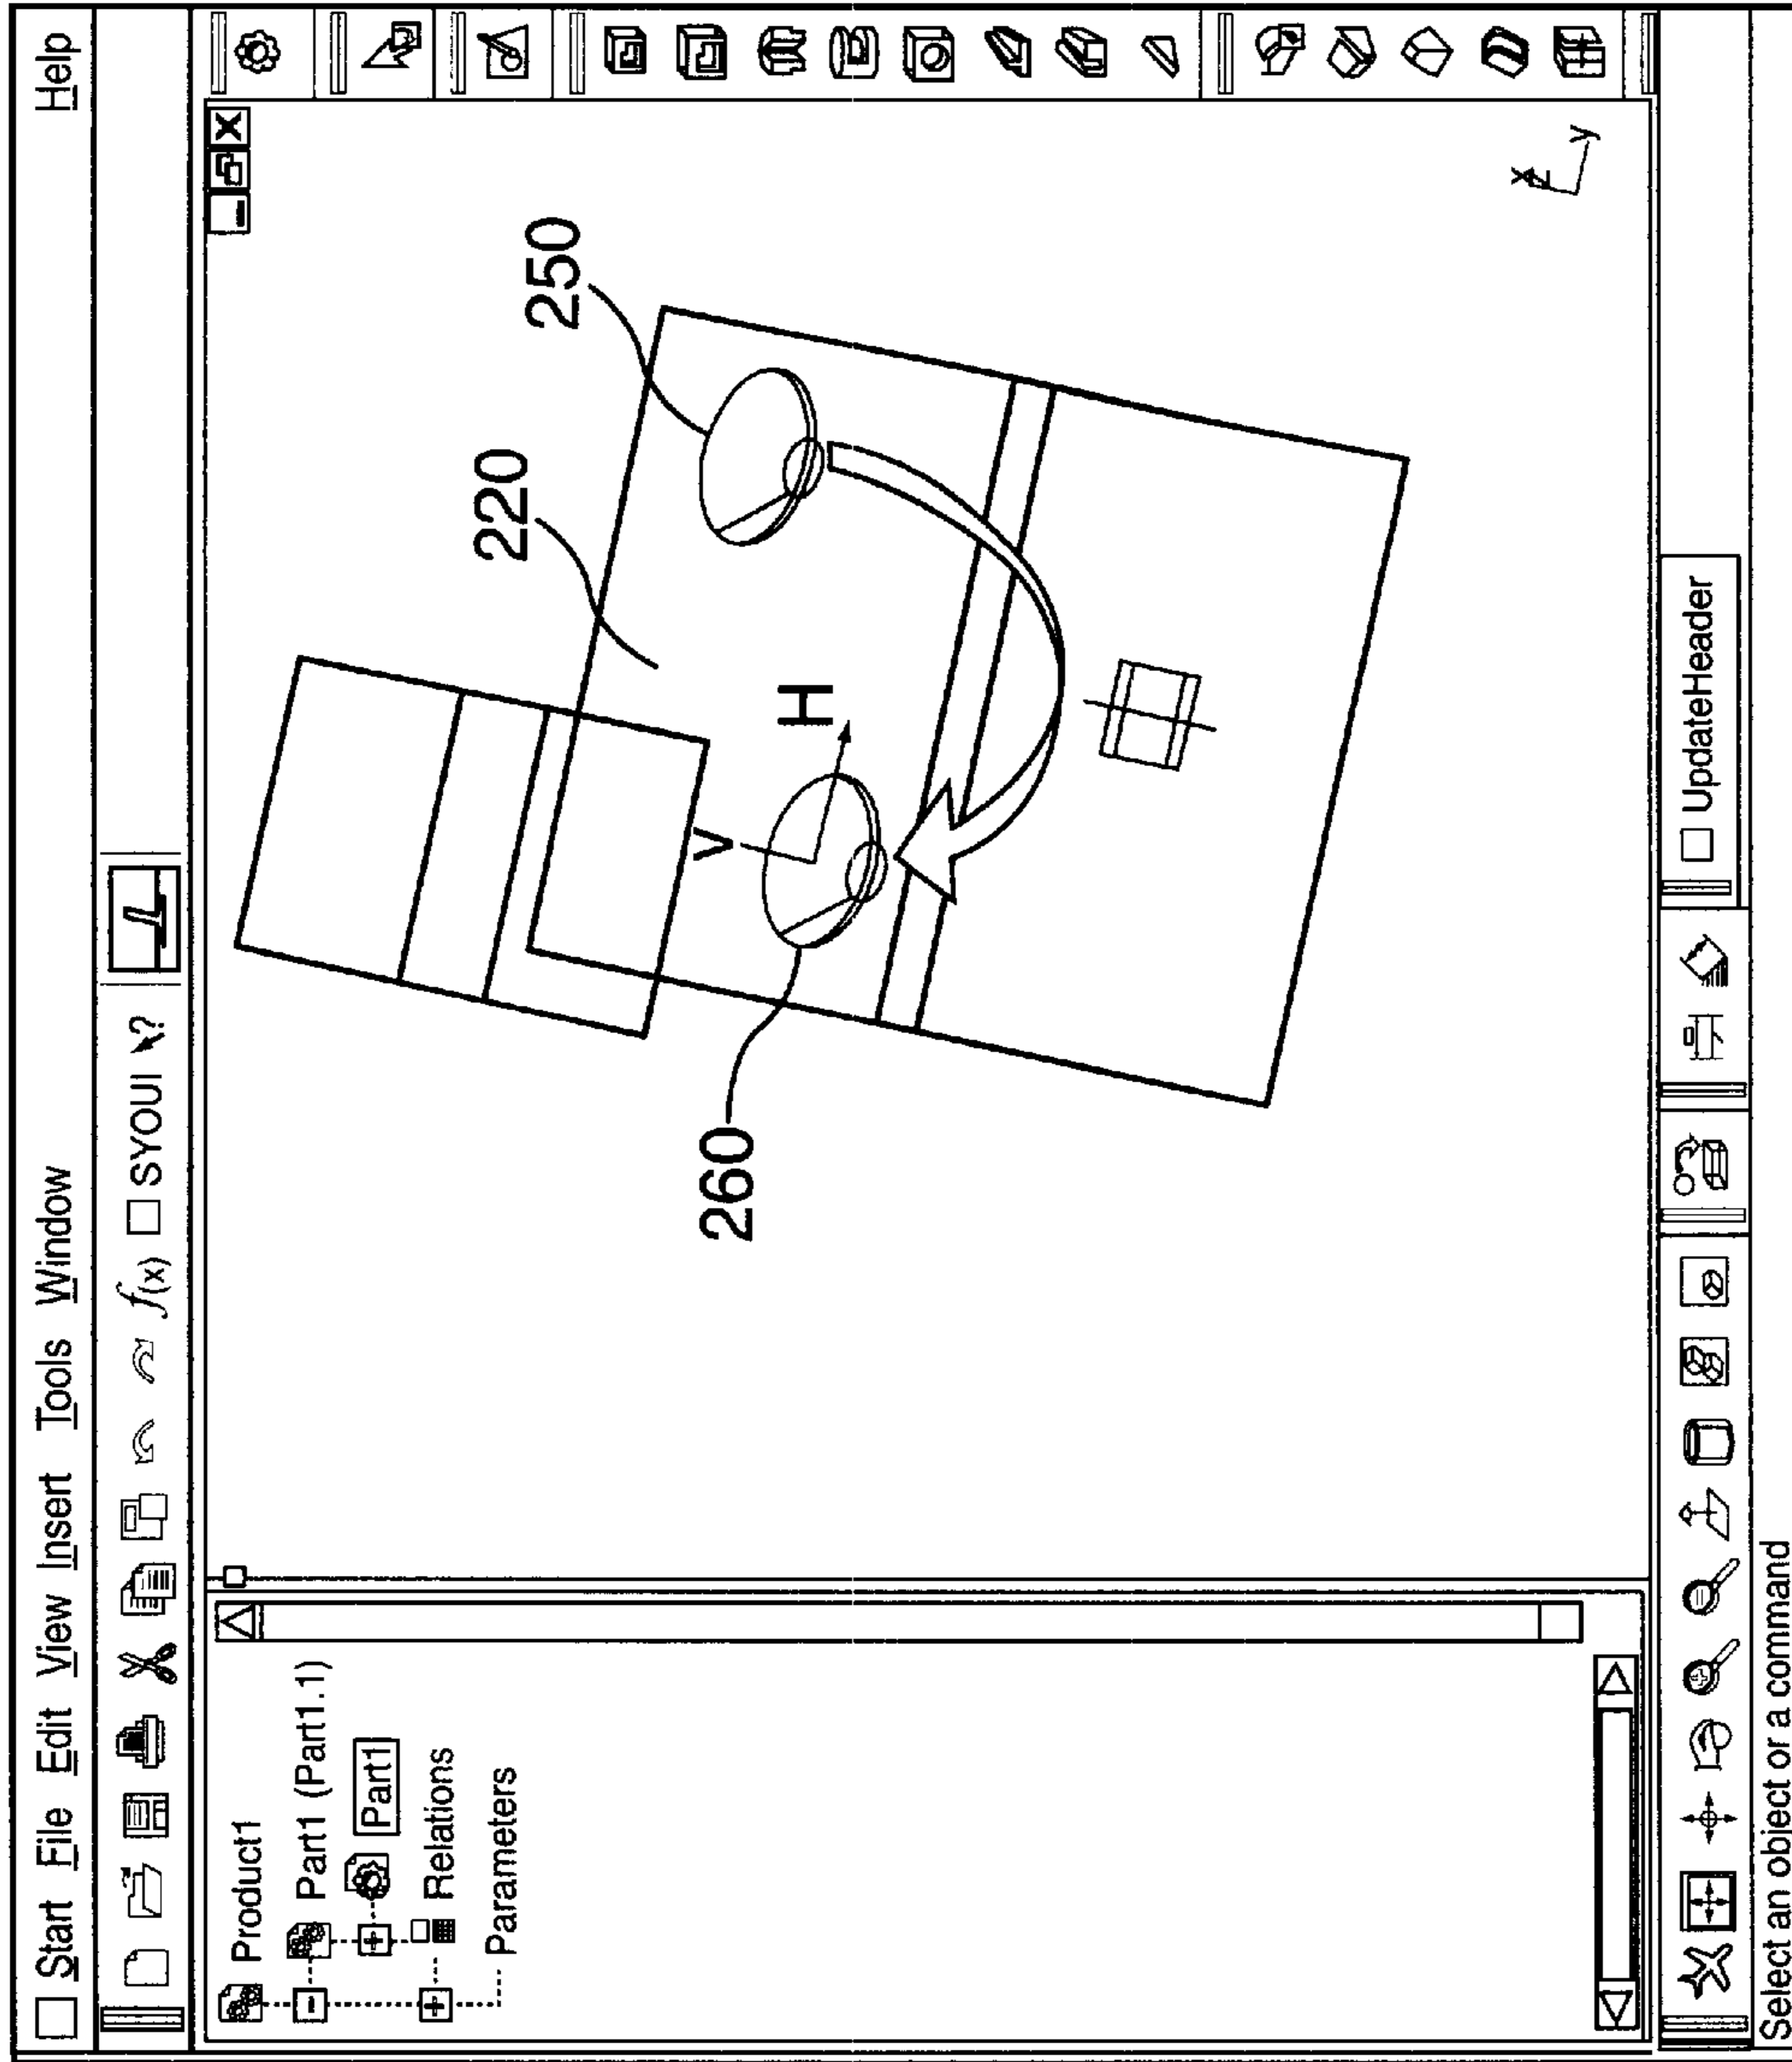 Start File Edit View Insert Tools Window Help
f(x) SYOUI ?
Product1
Part1 (Part1.1)
Part1
Relations
Parameters
220
250
260
V
H
x
z
y
UpdateHeader
Select an object or a command